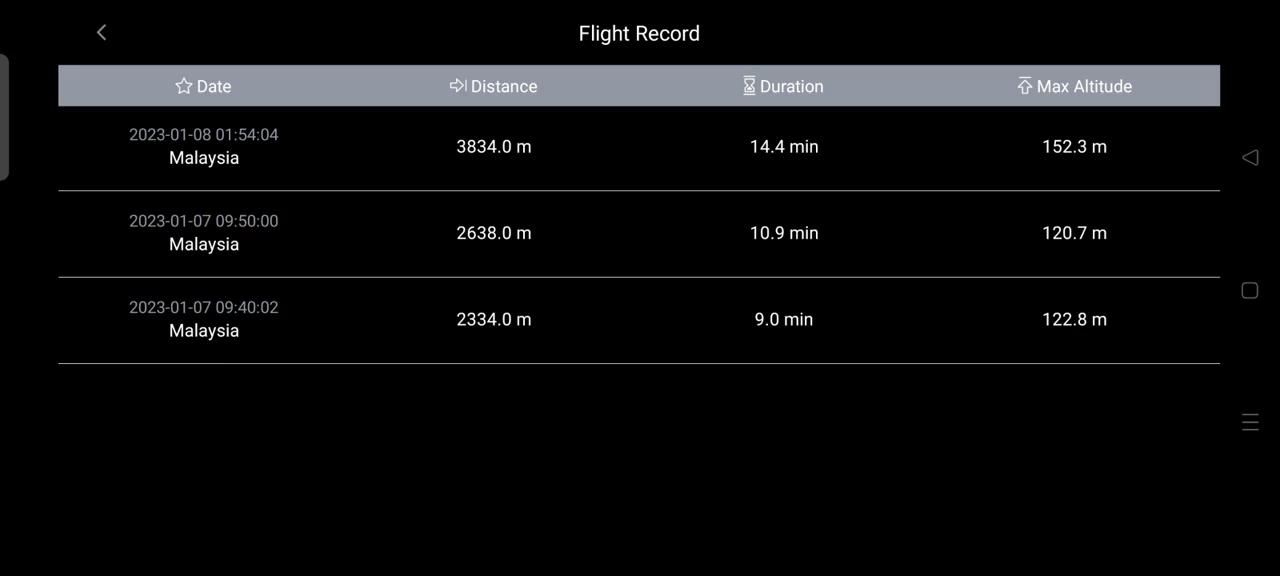 Flight Record
Date Distance Duration Max Altitude
2023-01-08 01:54:04
Malaysia 3834.0 m 14.4 min 152.3 m
2023-01-07 09:50:00
Malaysia 2638.0 m 10.9 min 120.7 m
2023-01-07 09:40:02
Malaysia 2334.0 m 9.0 min 122.8 m